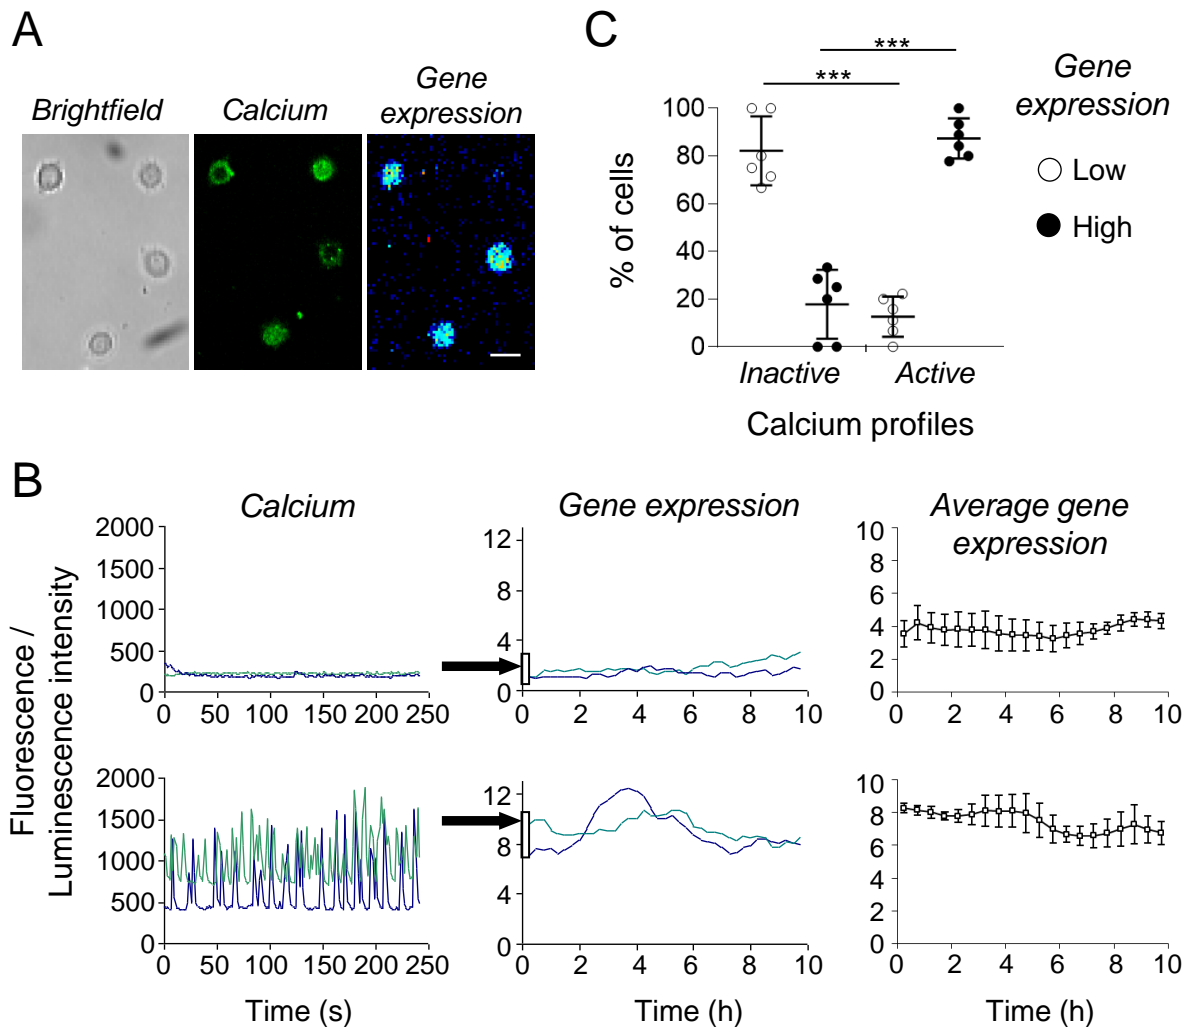 A
Brightfield
Calcium
Gene
expression
C
***
***
Gene
expression
Low
High
% of cells
100
80
60
40
20
0
Inactive
Active
Calcium profiles
B
Fluorescence /
Luminescence intensity
Calcium
Gene expression
Average gene
expression
2000
1500
1000
500
0
0 50 100 150 200 250
12
8
4
0
0 2 4 6 8 10
10
8
6
4
2
0
0 2 4 6 8 10
2000
1500
1000
500
0
0 50 100 150 200 250
Time (s)
12
8
4
0
0 2 4 6 8 10
Time (h)
10
8
6
4
2
0
0 2 4 6 8 10
Time (h)